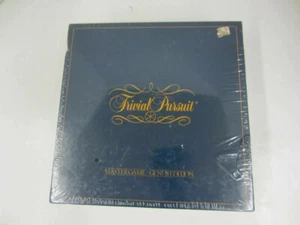 Trivial Pursuit
MASTER GAME - GENUS EDITION